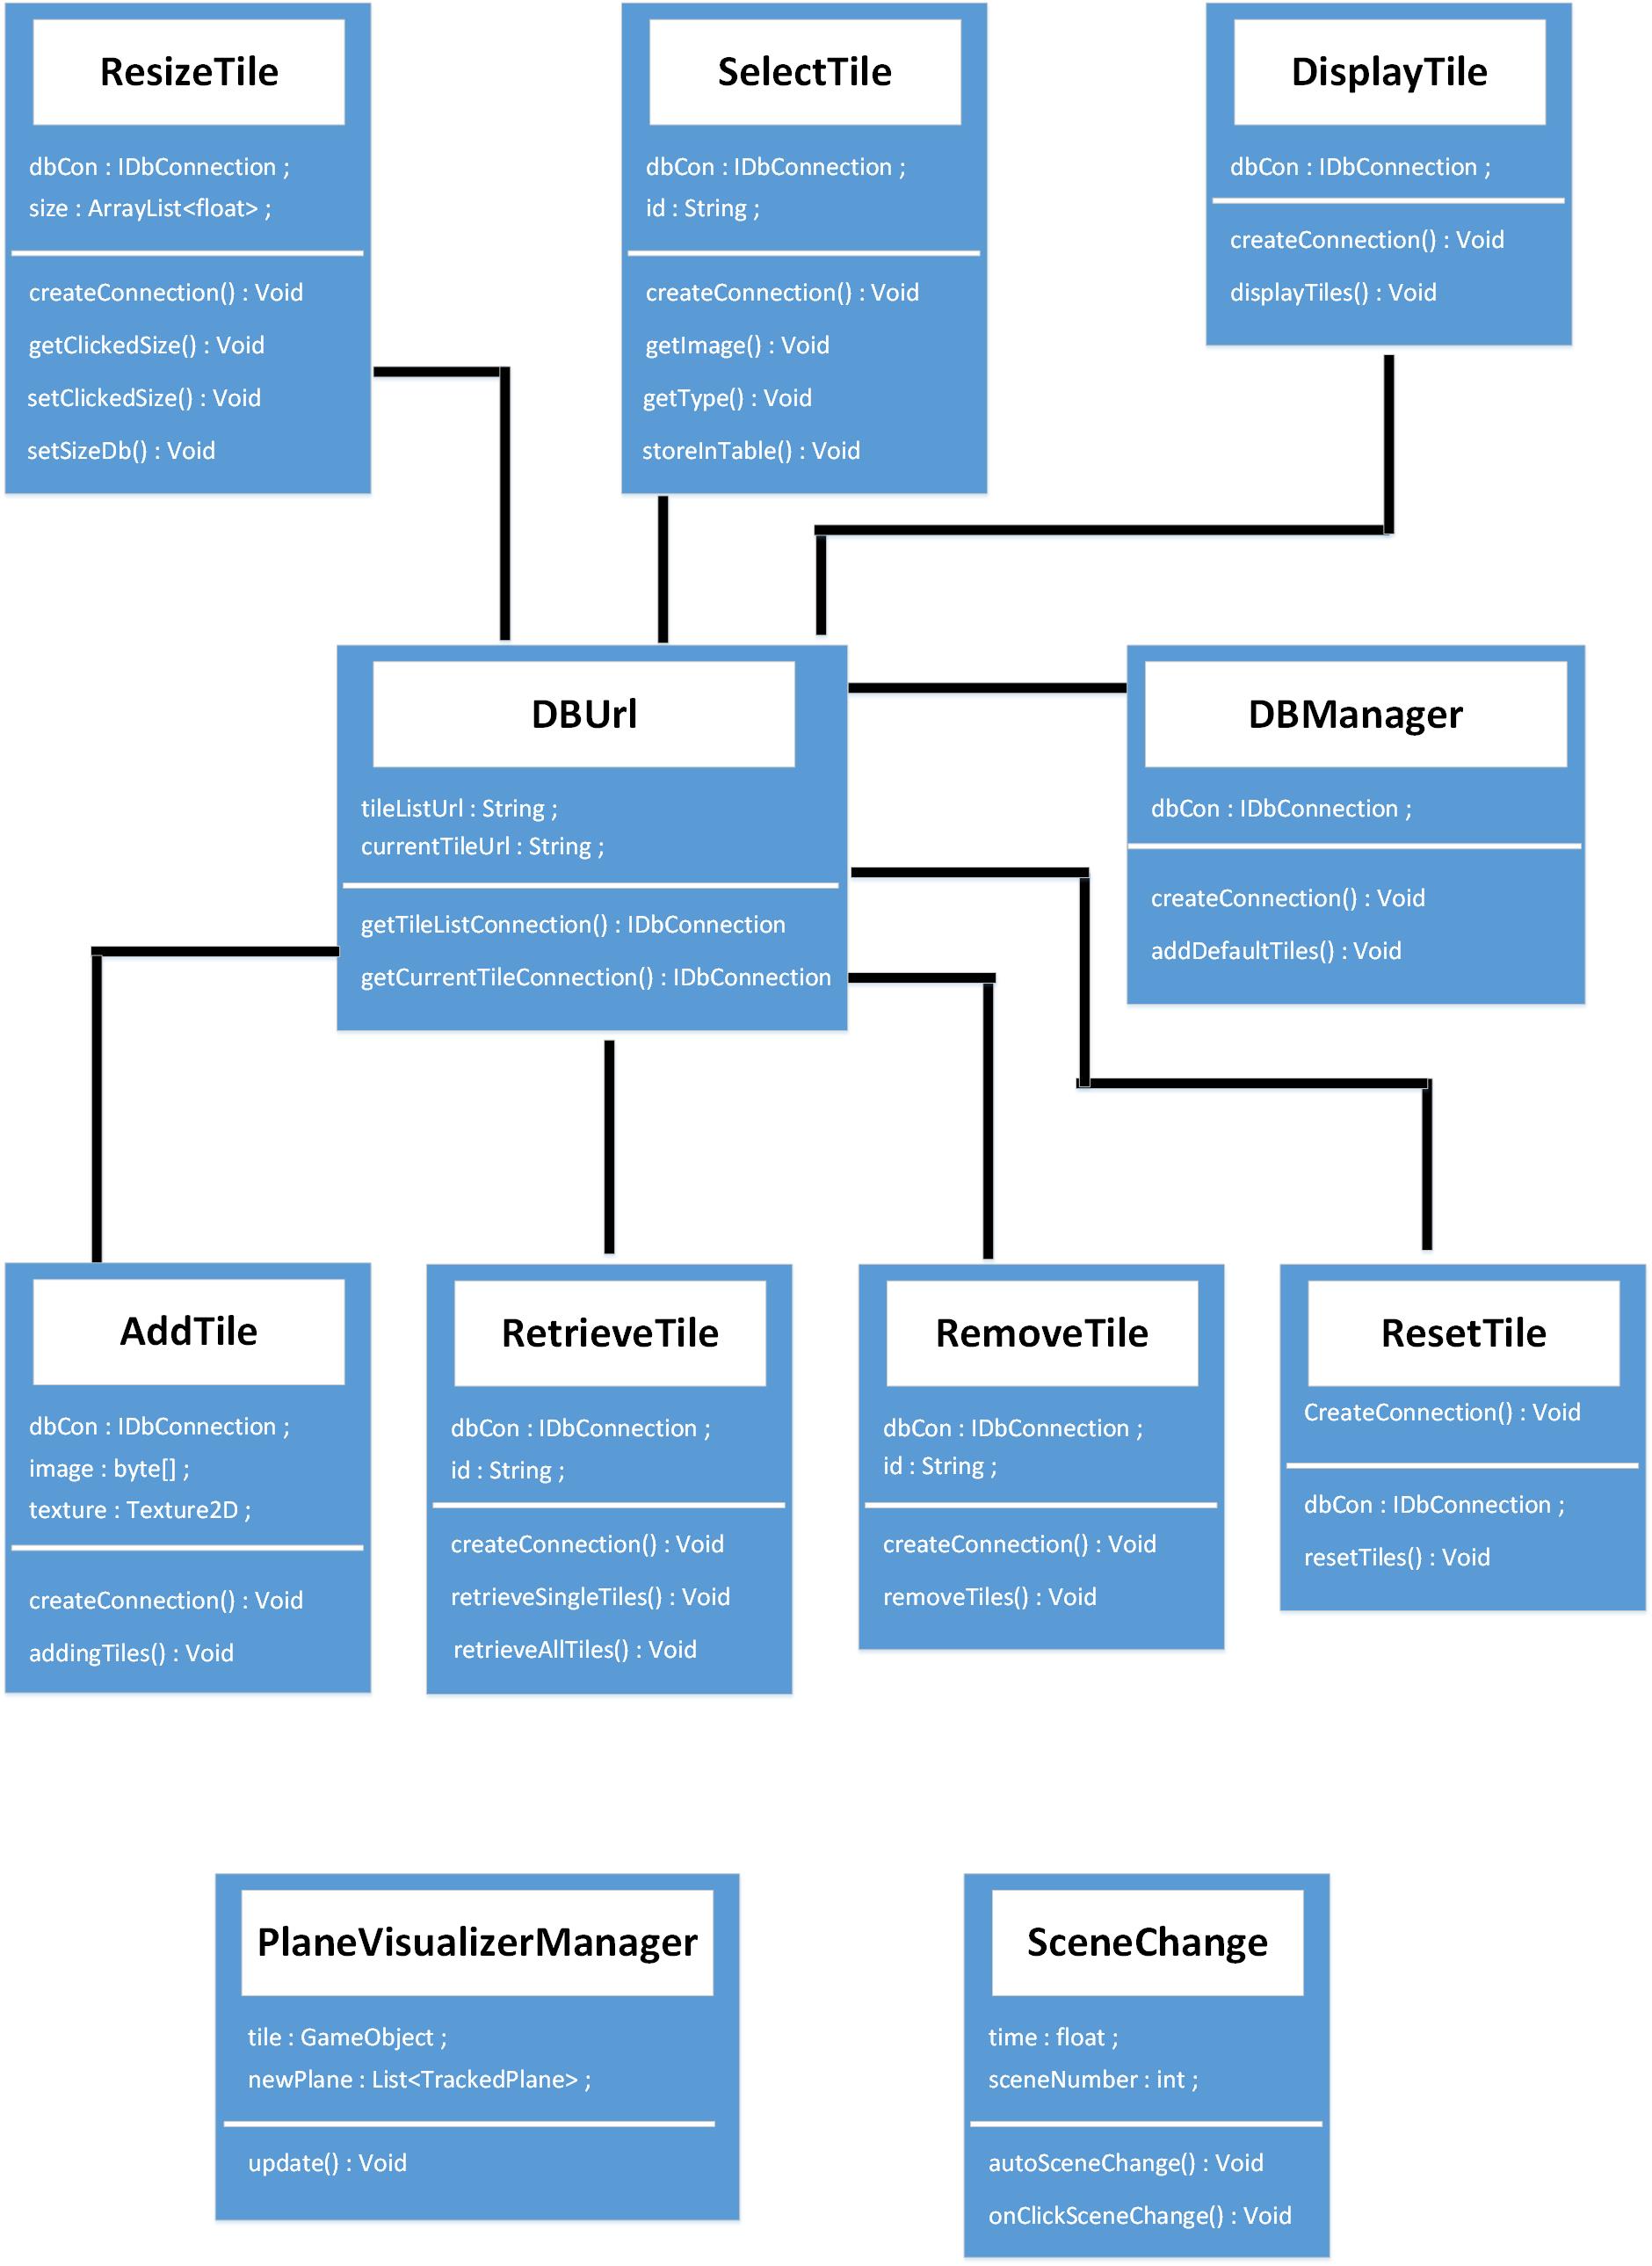 ResizeTile
dbCon : IDbConnection ;
size : ArrayList<float> ;
createConnection() : Void
getClickedSize() : Void
setClickedSize() : Void
setSizeDb() : Void
SelectTile
dbCon : IDbConnection ;
id : String ;
createConnection() : Void
getImage() : Void
getType() : Void
storeInTable() : Void
DisplayTile
dbCon : IDbConnection ;
createConnection() : Void
displayTiles() : Void
DBUrl
tileListUrl : String ;
currentTileUrl : String ;
getTileListConnection() : IDbConnection
getCurrentTileConnection() : IDbConnection
DBManager
dbCon : IDbConnection ;
createConnection() : Void
addDefaultTiles() : Void
AddTile
dbCon : IDbConnection ;
image : byte[] ;
texture : Texture2D ;
createConnection() : Void
addingTiles() : Void
RetrieveTile
dbCon : IDbConnection ;
id : String ;
createConnection() : Void
retrieveSingleTiles() : Void
retrieveAllTiles() : Void
RemoveTile
dbCon : IDbConnection ;
id : String ;
createConnection() : Void
removeTiles() : Void
ResetTile
CreateConnection() : Void
dbCon : IDbConnection ;
resetTiles() : Void
PlaneVisualizerManager
tile : GameObject ;
newPlane : List<TrackedPlane> ;
update() : Void
SceneChange
time : float ;
sceneNumber : int ;
autoSceneChange() : Void
onClickSceneChange() : Void